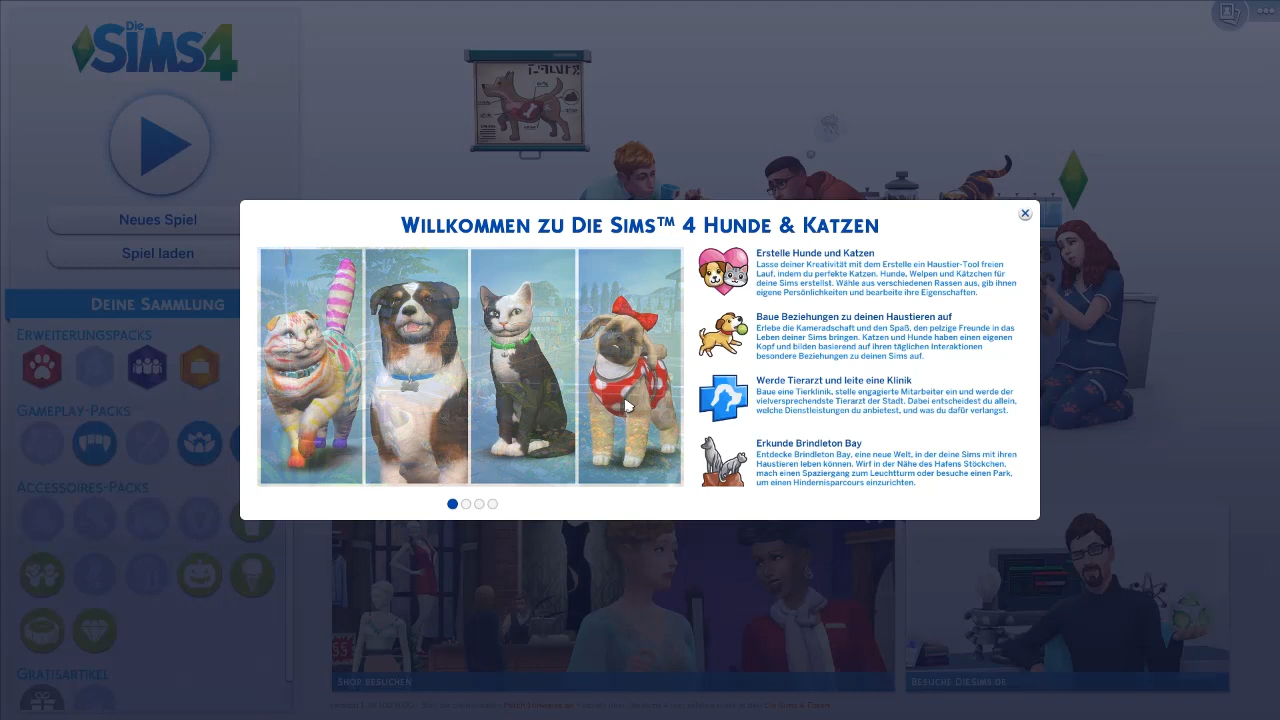 Die
SiMS 4
Neues Spiel
Spiel laden
Deine Sammlung
Erweiterungspacks
Gameplay-Packs
Accessoires-Packs
Gratisartikel
Willkommen zu Die Sims™ 4 Hunde & Katzen
Erstelle Hunde und Katzen
Lasse deiner Kreativität mit dem Erstelle ein Haustier-Tool freien
Lauf, indem du perfekte Katzen, Hunde, Welpen und Kätzchen für
deine Sims erstellst. Wähle aus verschiedenen Rassen aus, gib ihnen
eigene Persönlichkeiten und bearbeite ihre Eigenschaften.
Baue Beziehungen zu deinen Haustieren auf
Erlebe die Kameradschaft und den Spaß, den pelzige Freunde in das
Leben deiner Sims bringen. Katzen und Hunde haben einen eigenen
Kopf und bilden basierend auf ihren täglichen Interaktionen
besondere Beziehungen zu deinen Sims auf.
Werde Tierarzt und leite eine Klinik
Baue eine Tierklinik, stelle engagierte Mitarbeiter ein und werde der
vielversprechendste Tierarzt der Stadt. Dabei entscheidest du allein,
welche Dienstleistungen du anbietest, und was du dafür verlangst.
Erkunde Brindleton Bay
Entdecke Brindleton Bay, eine neue Welt, in der deine Sims mit ihren
Haustieren leben können. Wirf in der Nähe des Hafens Stöckchen,
mach einen Spaziergang zum Leuchtturm oder besuche einen Park,
um einen Hindernisparcours einzurichten.
Shop besuchen
Besuche DieSims.de